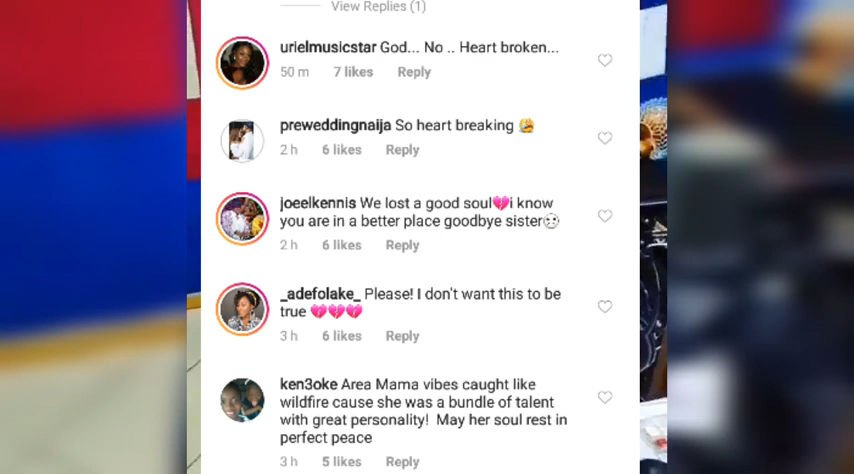 View Replies (1)
urielmusicstar God... No .. Heart broken...
50 m 7 likes Reply
preweddingnaija So heart breaking 😭
2 h 6 likes Reply
joeelkennis We lost a good soul💔i know
you are in a better place goodbye sister😢
2 h 6 likes Reply
_adefolake_ Please! I don't want this to be
true 💔💔💔
3 h 6 likes Reply
ken3oke Area Mama vibes caught like
wildfire cause she was a bundle of talent
with great personality! May her soul rest in
perfect peace
3 h 5 likes Reply